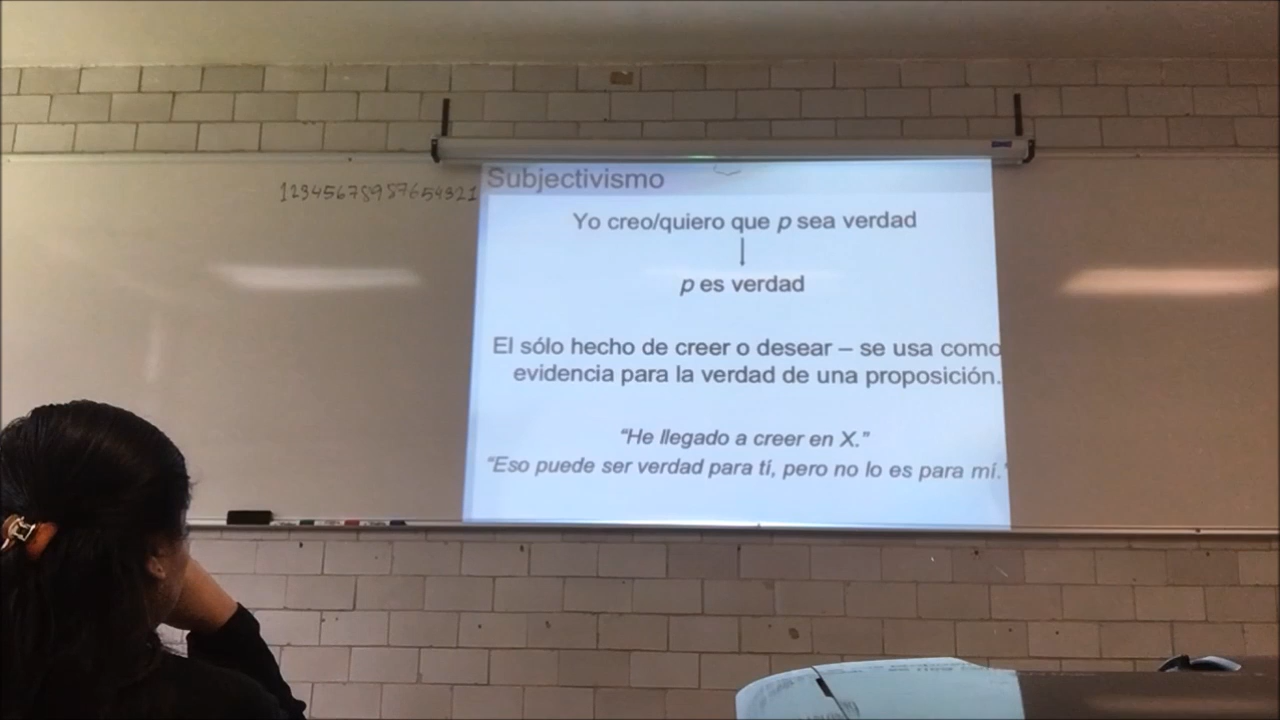 12345678987654321
Subjectivismo
Yo creo/quiero que p sea verdad
p es verdad
El sólo hecho de creer o desear – se usa como
evidencia para la verdad de una proposición.
“He llegado a creer en X.”
“Eso puede ser verdad para tí, pero no lo es para mí.”